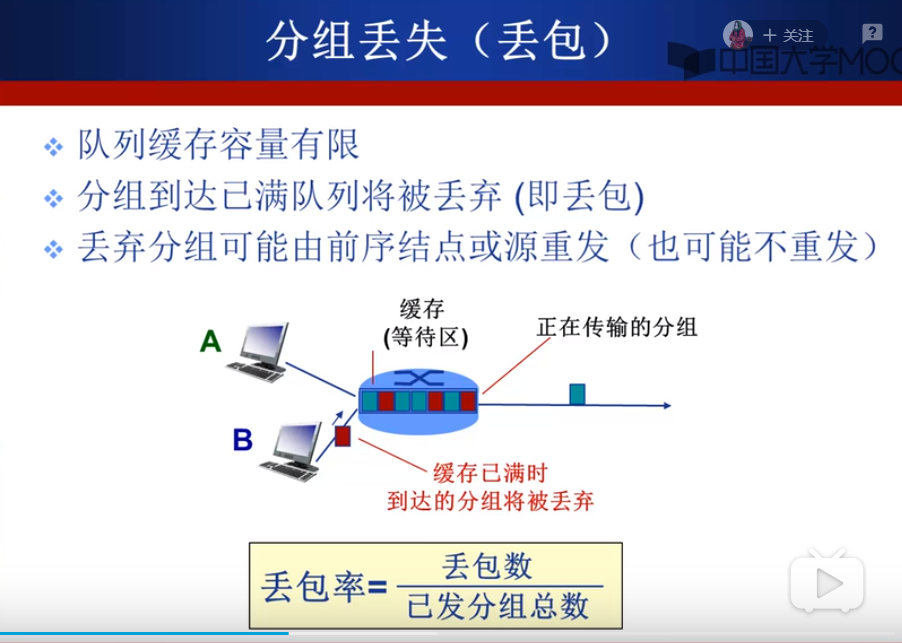 分组丢失（丢包）
＋ 关注
?
中国大学MOO
队列缓存容量有限
分组到达已满队列将被丢弃 (即丢包)
丢弃分组可能由前序结点或源重发（也可能不重发）
缓存
(等待区)
正在传输的分组
A
B
缓存已满时
到达的分组将被丢弃
丢包率=
丢包数
已发分组总数